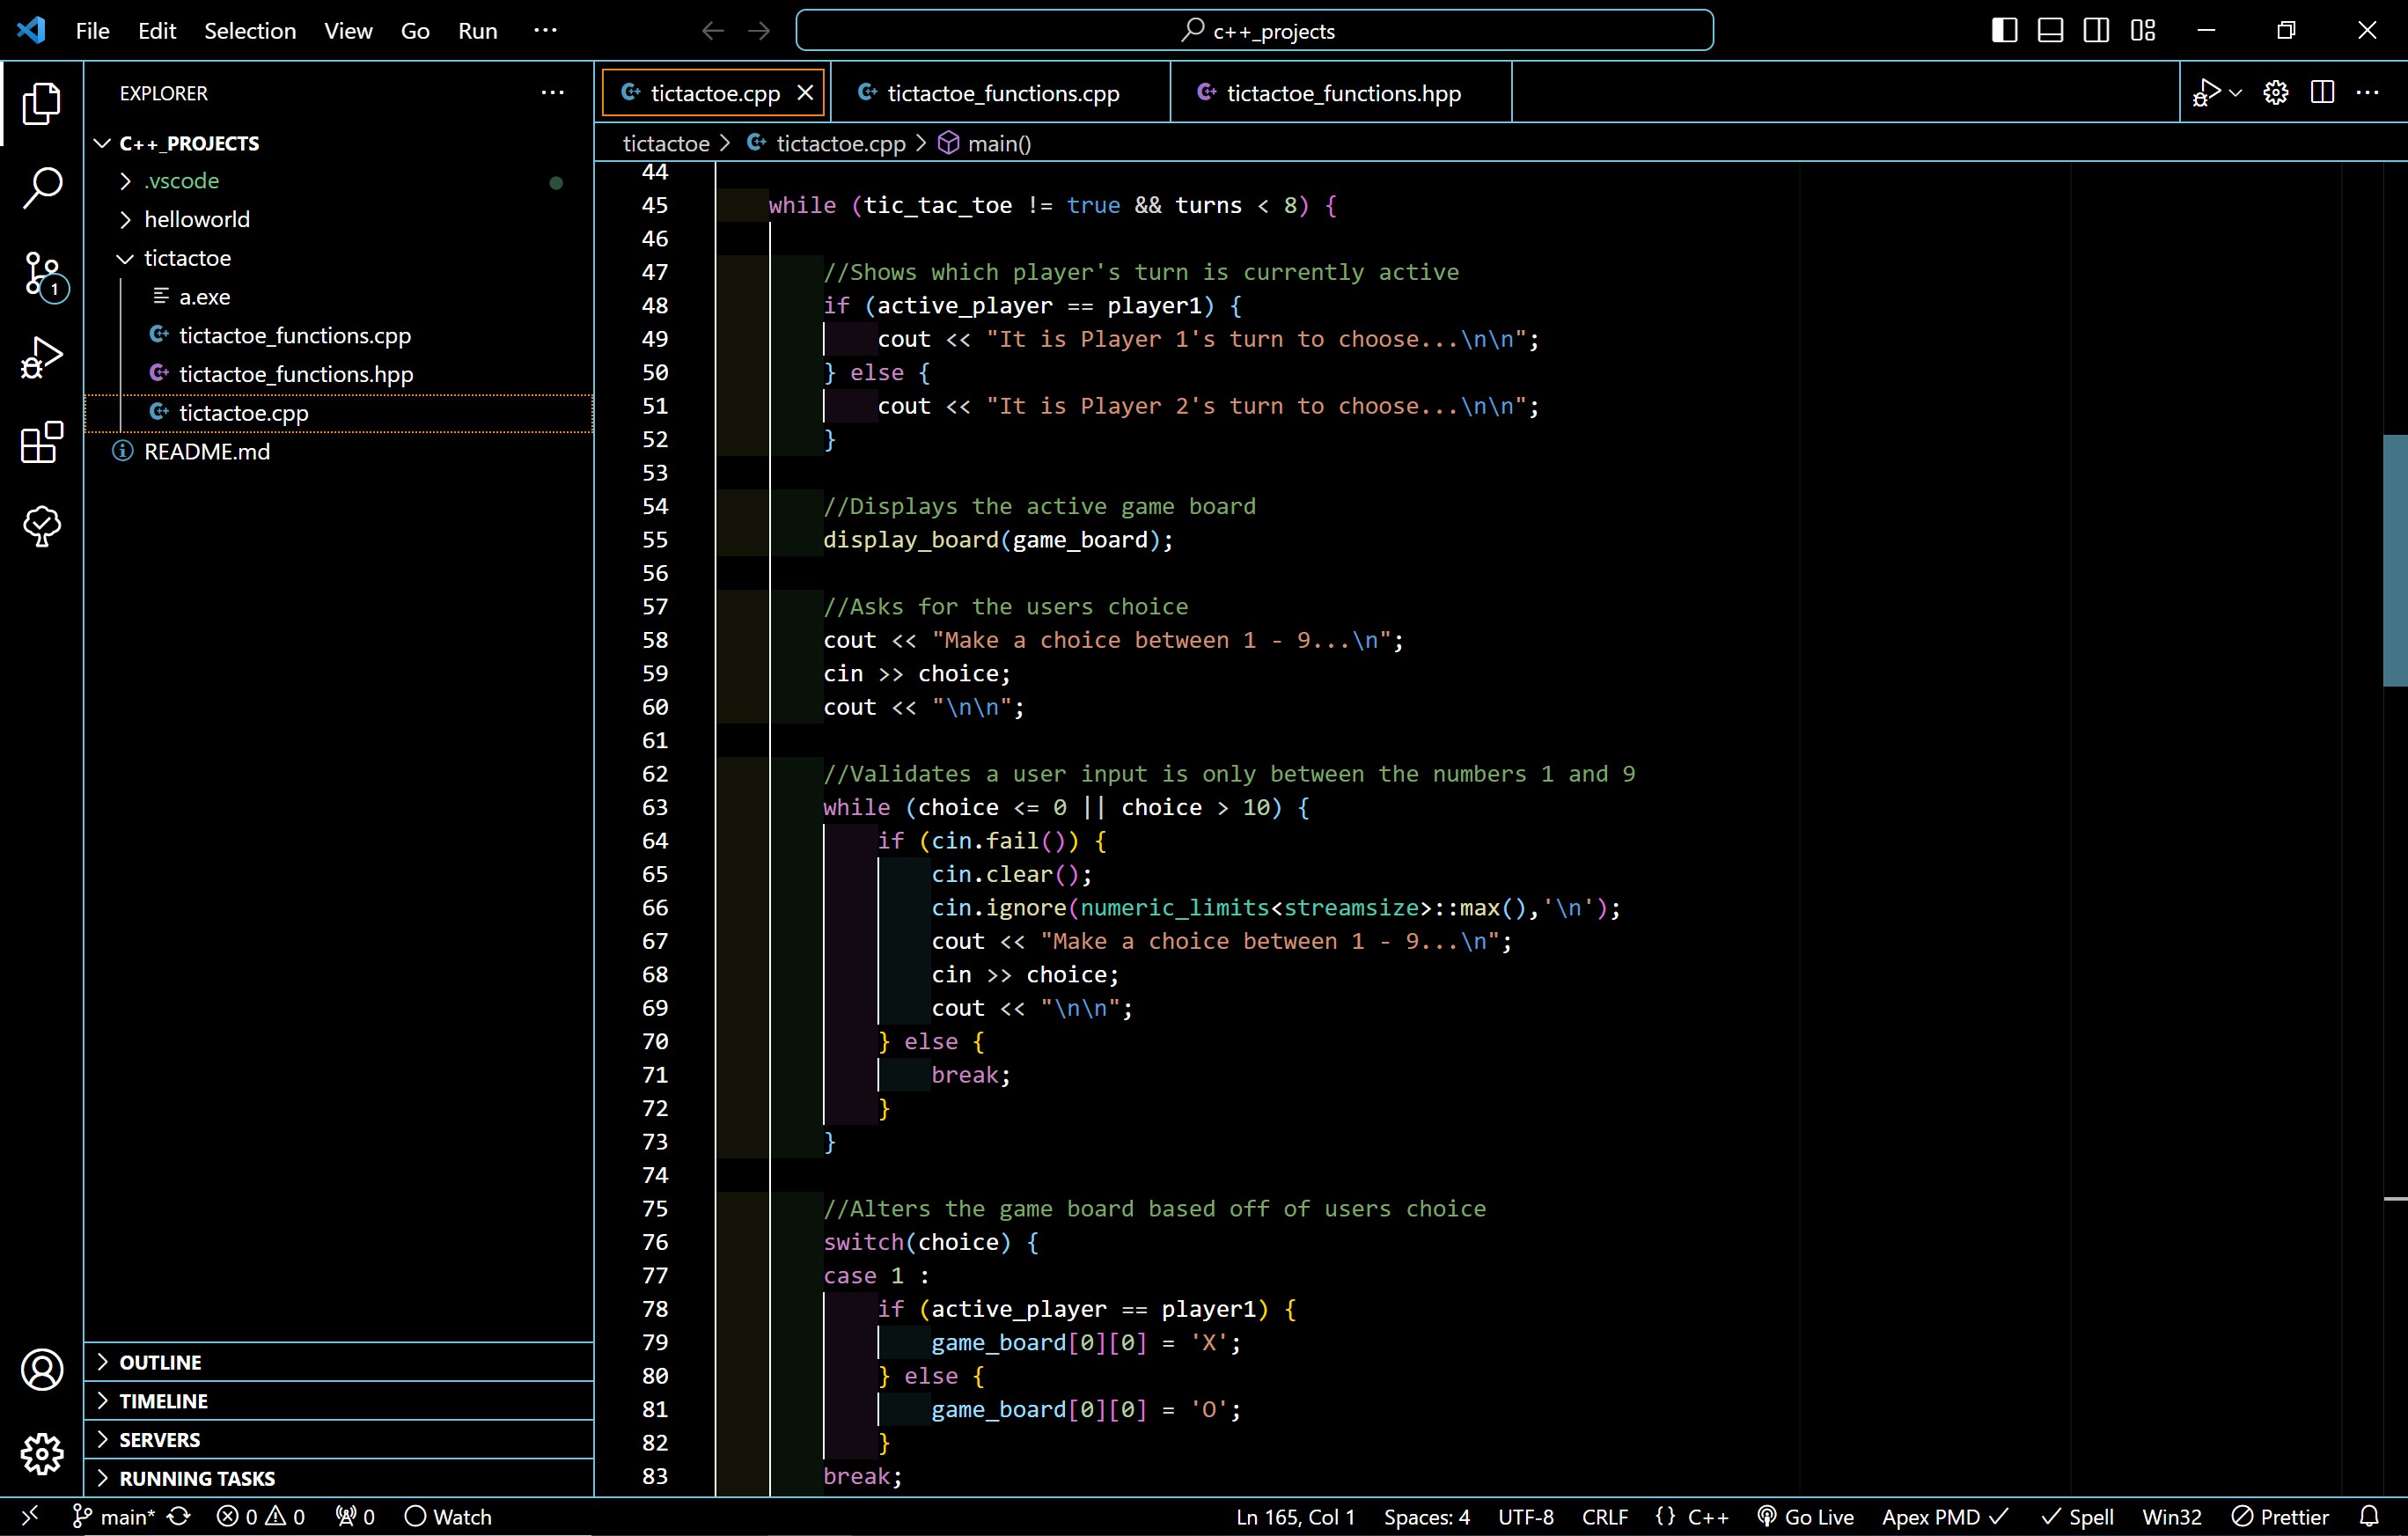 File Edit Selection View Go Run ···
c++_projects
EXPLORER ···
tictactoe.cpp
tictactoe_functions.cpp
tictactoe_functions.hpp
tictactoe > tictactoe.cpp > main()
C++_PROJECTS
.vscode
helloworld
tictactoe
a.exe
tictactoe_functions.cpp
tictactoe_functions.hpp
tictactoe.cpp
README.md
1
OUTLINE
TIMELINE
SERVERS
RUNNING TASKS
44
45 while (tic_tac_toe != true && turns < 8) {
46
47 //Shows which player's turn is currently active
48 if (active_player == player1) {
49 cout << "It is Player 1's turn to choose...\n\n";
50 } else {
51 cout << "It is Player 2's turn to choose...\n\n";
52 }
53
54 //Displays the active game board
55 display_board(game_board);
56
57 //Asks for the users choice
58 cout << "Make a choice between 1 - 9...\n";
59 cin >> choice;
60 cout << "\n\n";
61
62 //Validates a user input is only between the numbers 1 and 9
63 while (choice <= 0 || choice > 10) {
64 if (cin.fail()) {
65 cin.clear();
66 cin.ignore(numeric_limits<streamsize>::max(),'\n');
67 cout << "Make a choice between 1 - 9...\n";
68 cin >> choice;
69 cout << "\n\n";
70 } else {
71 break;
72 }
73 }
74
75 //Alters the game board based off of users choice
76 switch(choice) {
77 case 1 :
78 if (active_player == player1) {
79 game_board[0][0] = 'X';
80 } else {
81 game_board[0][0] = 'O';
82 }
83 break;
main* 0 0 0 Watch Ln 165, Col 1 Spaces: 4 UTF-8 CRLF {} C++ Go Live Apex PMD ✓ ✓ Spell Win32 Prettier